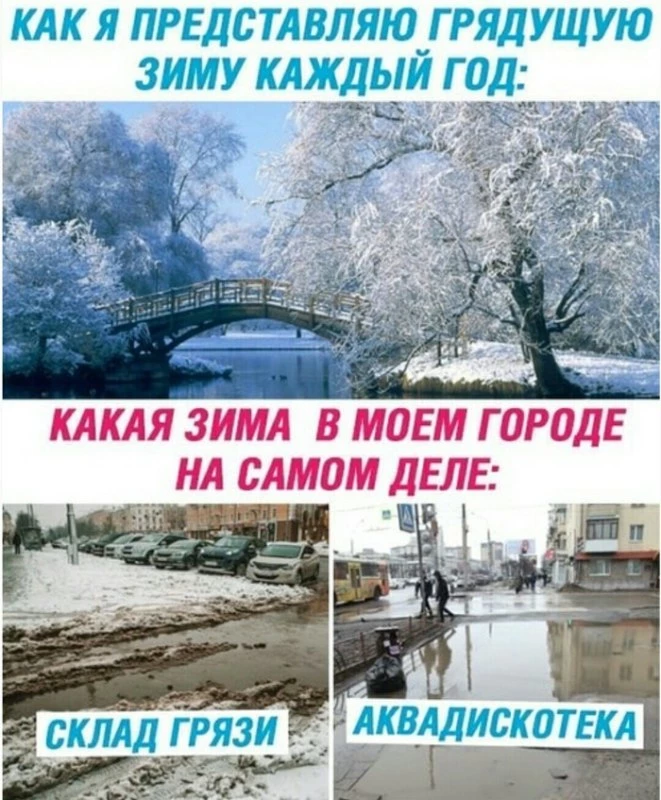 КАК Я ПРЕДСТАВЛЯЮ ГРЯДУЩУЮ
ЗИМУ КАЖДЫЙ ГОД:
КАКАЯ ЗИМА В МОЕМ ГОРОДЕ
НА САМОМ ДЕЛЕ:
СКЛАД ГРЯЗИ
АКВАДИСКОТЕКА